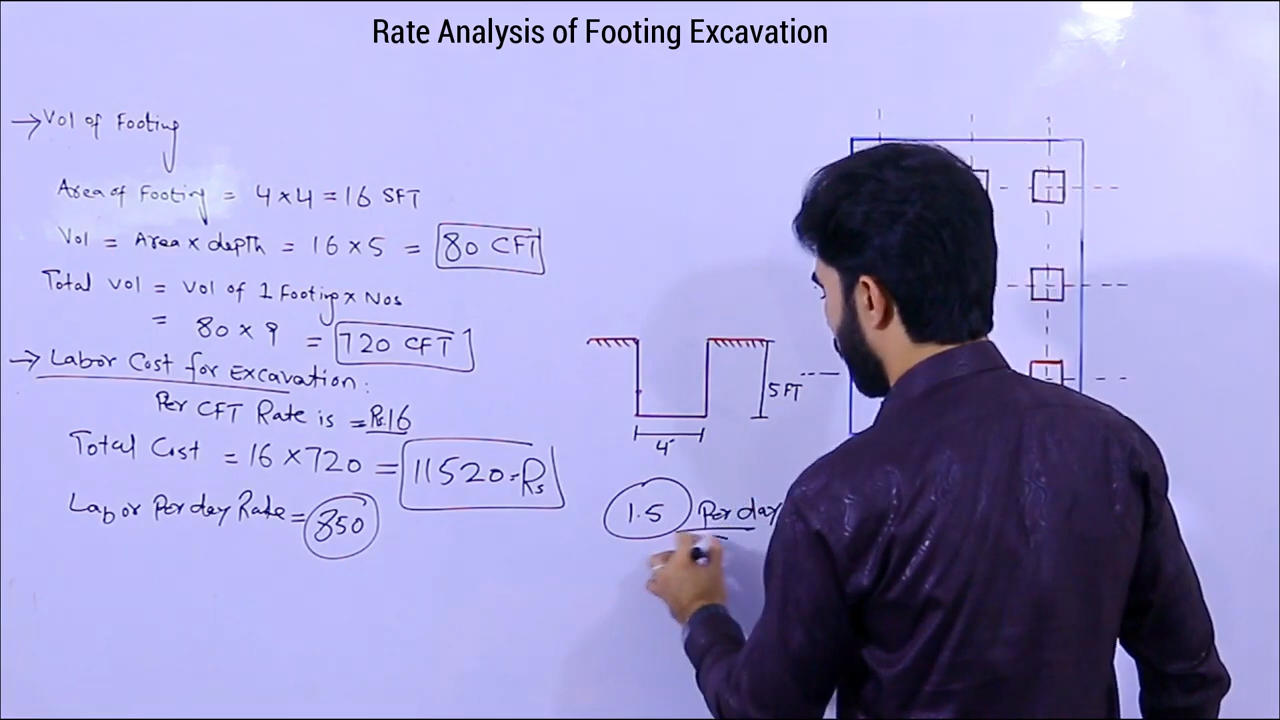 Rate Analysis of Footing Excavation
→ Vol of Footing
Area of Footing = 4 x 4 = 16 SFT
Vol = Area x depth = 16 x 5 = 80 CFT
Total Vol = Vol of 1 Footing x Nos
= 80 x 9 = 720 CFT
→ Labor Cost for Excavation:
Per CFT Rate is = Rs.16
Total Cost = 16 x 720 = 11520=Rs
Labor Per day Rate = 850
5 FT
4'
1.5 Per day